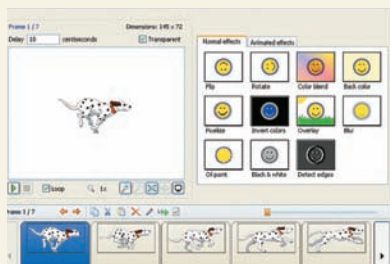 Frame 1 / 7
Dimensions: 145 x 72
Delay 10 centiseconds
Transparent
Normal effects
Animated effects
Flip
Rotate
Color blend
Back color
Pixelize
Invert colors
Overlay
Blur
Oil paint
Black & white
Detect edges
Loop
1x
Frame 1 / 7